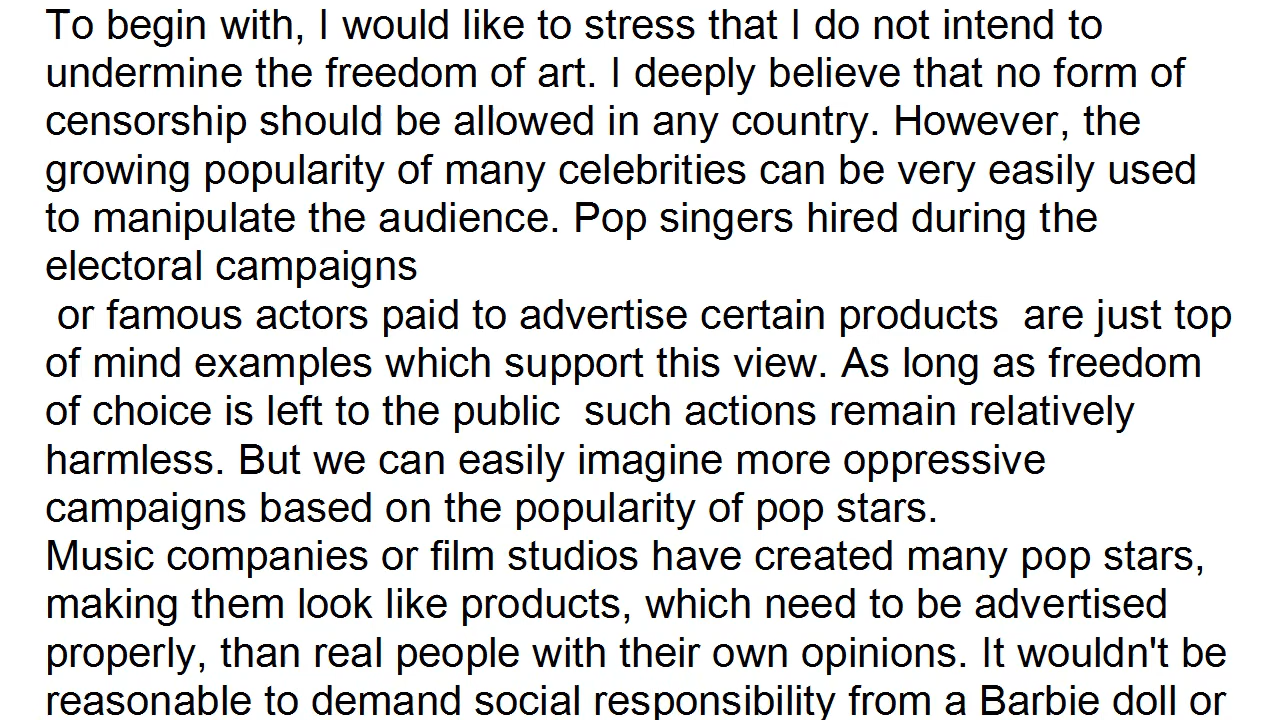 To begin with, I would like to stress that I do not intend to
undermine the freedom of art. I deeply believe that no form of
censorship should be allowed in any country. However, the
growing popularity of many celebrities can be very easily used
to manipulate the audience. Pop singers hired during the
electoral campaigns
or famous actors paid to advertise certain products  are just top
of mind examples which support this view. As long as freedom
of choice is left to the public  such actions remain relatively
harmless. But we can easily imagine more oppressive
campaigns based on the popularity of pop stars.
Music companies or film studios have created many pop stars,
making them look like products, which need to be advertised
properly, than real people with their own opinions. It wouldn't be
reasonable to demand social responsibility from a Barbie doll or